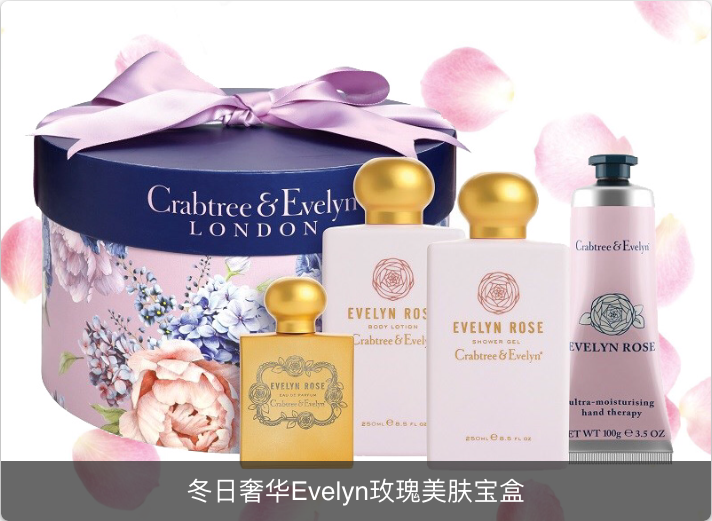 Crabtree & Evelyn
LONDON
EVELYN ROSE
EAU DE PARFUM
Crabtree & Evelyn
EVELYN ROS
BODY LOTION
Crabtree & Evely
250ML e 8.5 FL OZ
EVELYN ROSE
SHOWER GEL
Crabtree & Evelyn®
250ML e 8.5 FL OZ
Crabtree & Evelyn®
EVELYN ROSE
ultra-moisturising
hand therapy
ET WT 100g e 3.5 OZ
冬日奢华Evelyn玫瑰美肤宝盒